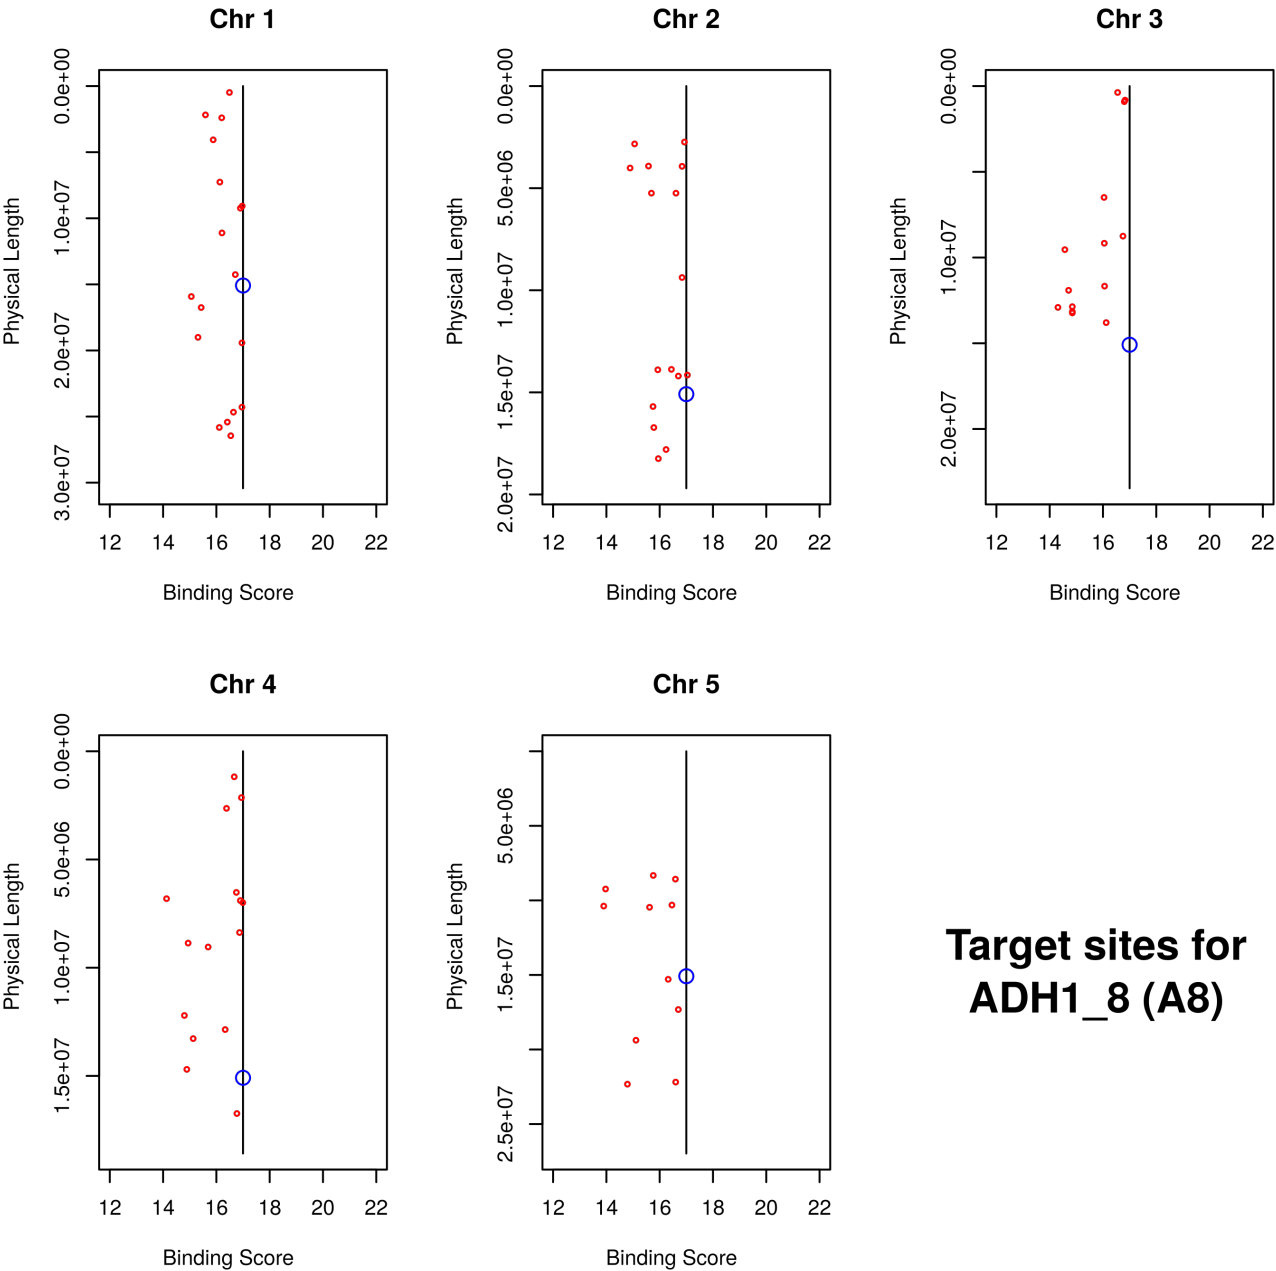 Chr 1
Physical Length
0.0e+00
1.0e+07
2.0e+07
3.0e+07
12 14 16 18 20 22
Binding Score
Chr 2
Physical Length
0.0e+00
5.0e+06
1.0e+07
1.5e+07
2.0e+07
12 14 16 18 20 22
Binding Score
Chr 3
Physical Length
0.0e+00
1.0e+07
2.0e+07
12 14 16 18 20 22
Binding Score
Chr 4
Physical Length
0.0e+00
5.0e+06
1.0e+07
1.5e+07
12 14 16 18 20 22
Binding Score
Chr 5
Physical Length
5.0e+06
1.5e+07
2.5e+07
12 14 16 18 20 22
Binding Score
Target sites for
ADH1_8 (A8)